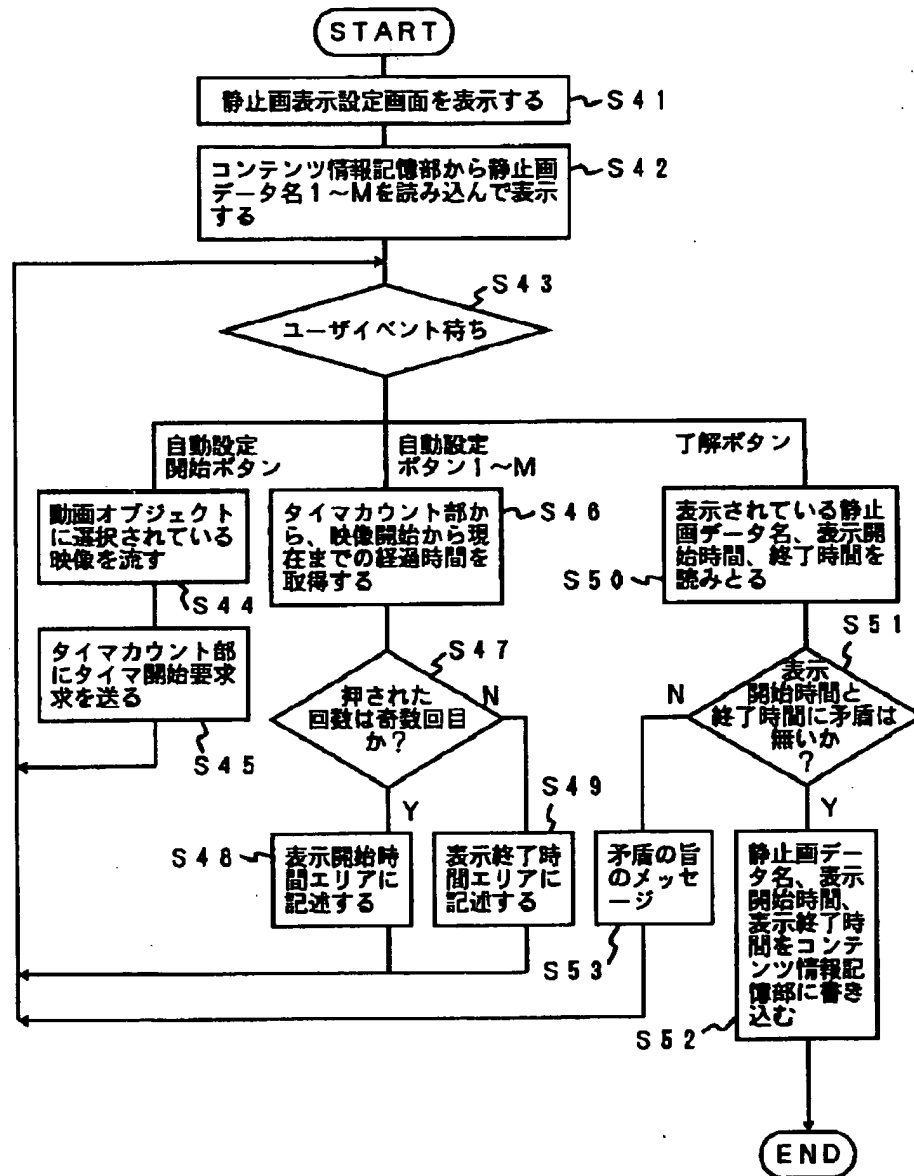 START
静止画表示設定画面を表示する
S41
コンテンツ情報記憶部から静止画
データ名1〜Mを読み込んで表示
する
S42
S43
ユーザイベント待ち
自動設定
開始ボタン
自動設定
ボタン1〜M
了解ボタン
動画オブジェクト
に選択されている
映像を流す
S44
タイマカウント部
にタイマ開始要求
求を送る
S45
タイマカウント部か
ら、映像開始から現
在までの経過時間を
取得する
S46
S47
押された
回数は奇数回目
か?
N
Y
S48
表示開始時
間エリアに
記述する
S49
表示終了時
間エリアに
記述する
表示されている静止
画データ名、表示開
始時間、終了時間を
読みとる
S50
S51
表示
開始時間と
終了時間に矛盾は
無いか
?
N
Y
矛盾の旨
のメッセ
ージ
S53
静止画デー
タ名、表示
開始時間、
表示終了時
間をコンテ
ンツ情報記
憶部に書き
込む
S52
END